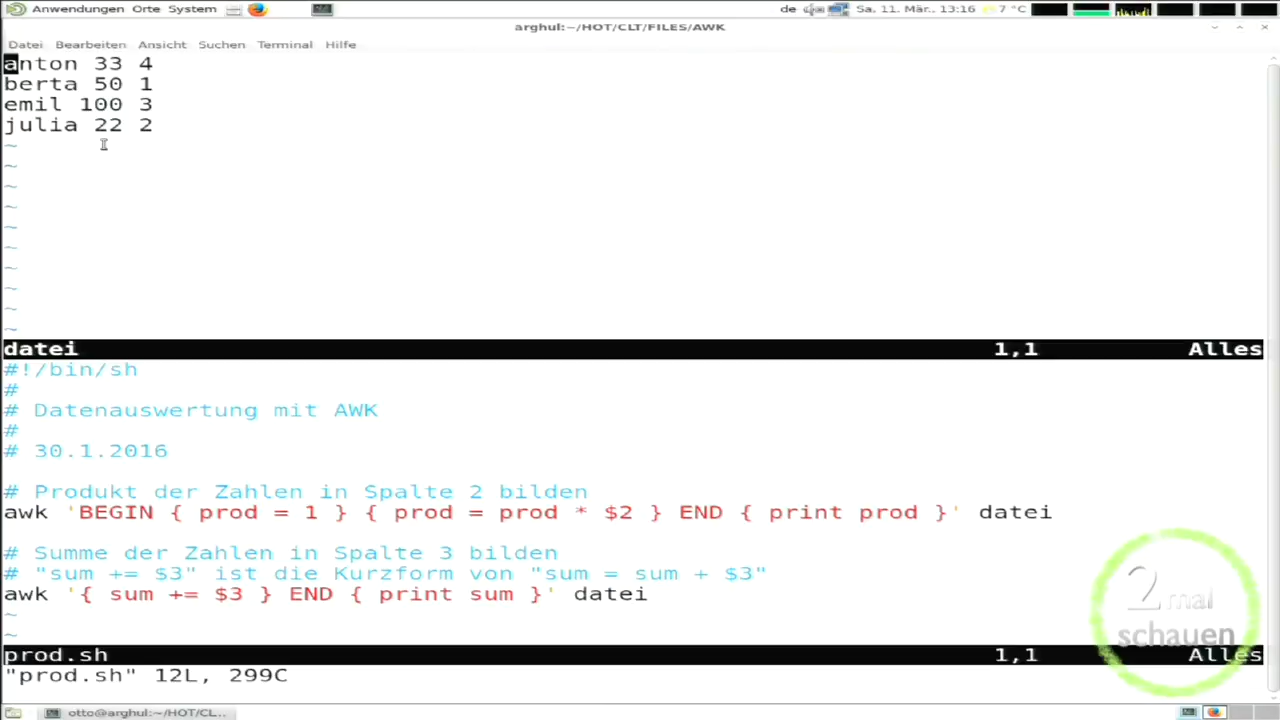 Anwendungen Orte System
de Sa, 11. Mär., 13:16 7 °C
arghul:~/HOT/CLT/FILES/AWK
Datei Bearbeiten Ansicht Suchen Terminal Hilfe
anton 33 4
berta 50 1
emil 100 3
julia 22 2
~
~
~
~
~
~
~
~
~
~
datei 1,1 Alles
#!/bin/sh
#
# Datenauswertung mit AWK
#
# 30.1.2016
# Produkt der Zahlen in Spalte 2 bilden
awk 'BEGIN { prod = 1 } { prod = prod * $2 } END { print prod }' datei
# Summe der Zahlen in Spalte 3 bilden
# "sum += $3" ist die Kurzform von "sum = sum + $3"
awk '{ sum += $3 } END { print sum }' datei
~
~
prod.sh 1,1 Alles
"prod.sh" 12L, 299C
otto@arghul:~/HOT/CL...
2mal
schauen